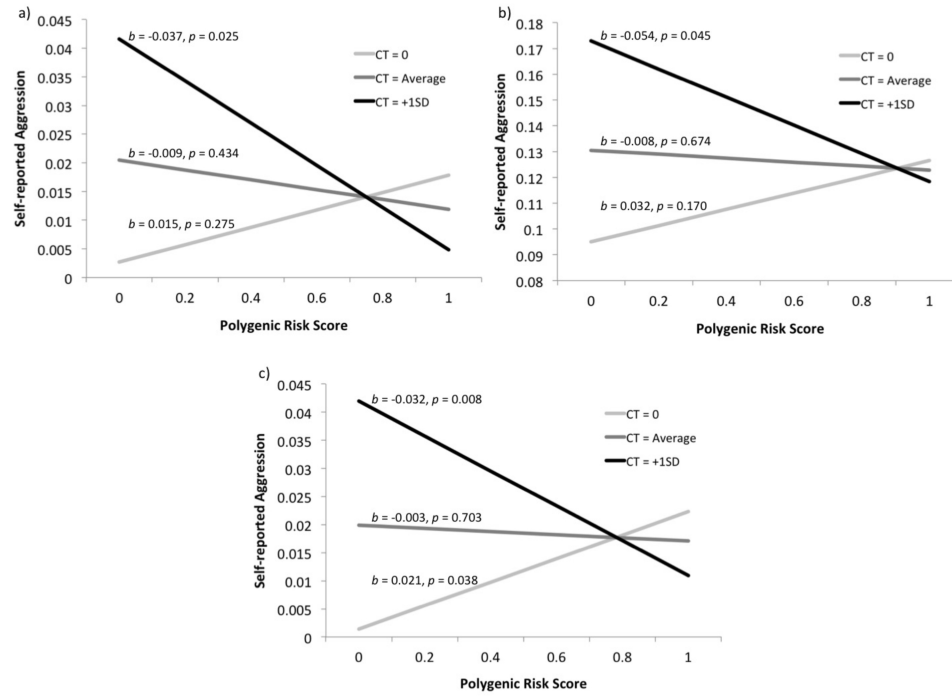 a)
0.045
0.04
0.035
0.03
0.025
0.02
0.015
0.01
0.005
0
Self-reported Aggression
b = -0.037, p = 0.025
b = -0.009, p = 0.434
b = 0.015, p = 0.275
CT = 0
CT = Average
CT = +1SD
0 0.2 0.4 0.6 0.8 1
Polygenic Risk Score
b)
0.18
0.17
0.16
0.15
0.14
0.13
0.12
0.11
0.1
0.09
0.08
Self-reported Aggression
b = -0.054, p = 0.045
b = -0.008, p = 0.674
b = 0.032, p = 0.170
CT = 0
CT = Average
CT = +1SD
0 0.2 0.4 0.6 0.8 1
Polygenic Risk Score
c)
0.045
0.04
0.035
0.03
0.025
0.02
0.015
0.01
0.005
0
Self-reported Aggression
b = -0.032, p = 0.008
b = -0.003, p = 0.703
b = 0.021, p = 0.038
CT = 0
CT = Average
CT = +1SD
0 0.2 0.4 0.6 0.8 1
Polygenic Risk Score